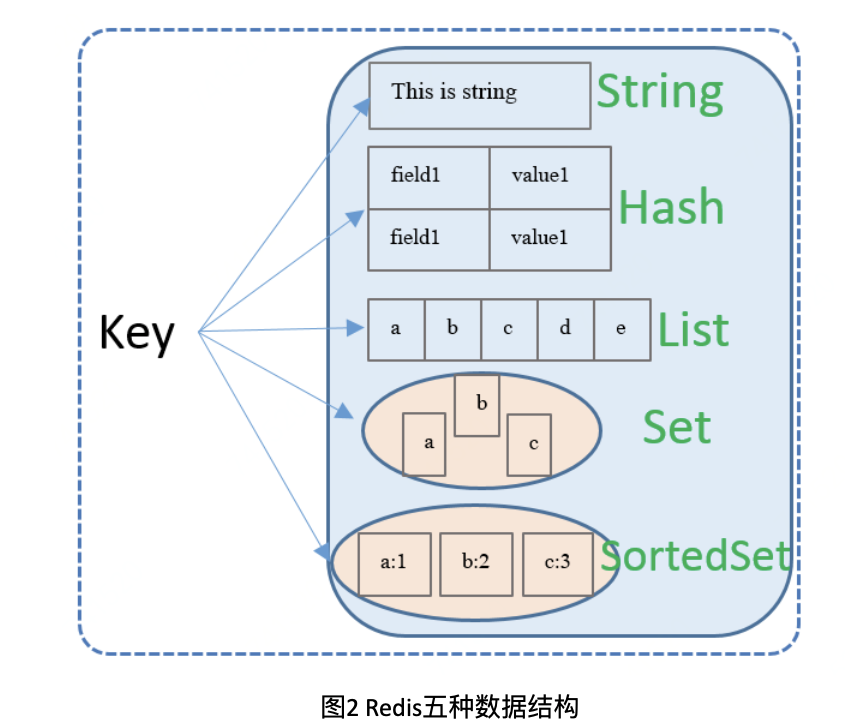 This is string
String
field1 value1
Hash
field1 value1
Key
a b c d e
List
b
a c
Set
a:1 b:2 c:3
SortedSet
图2 Redis五种数据结构